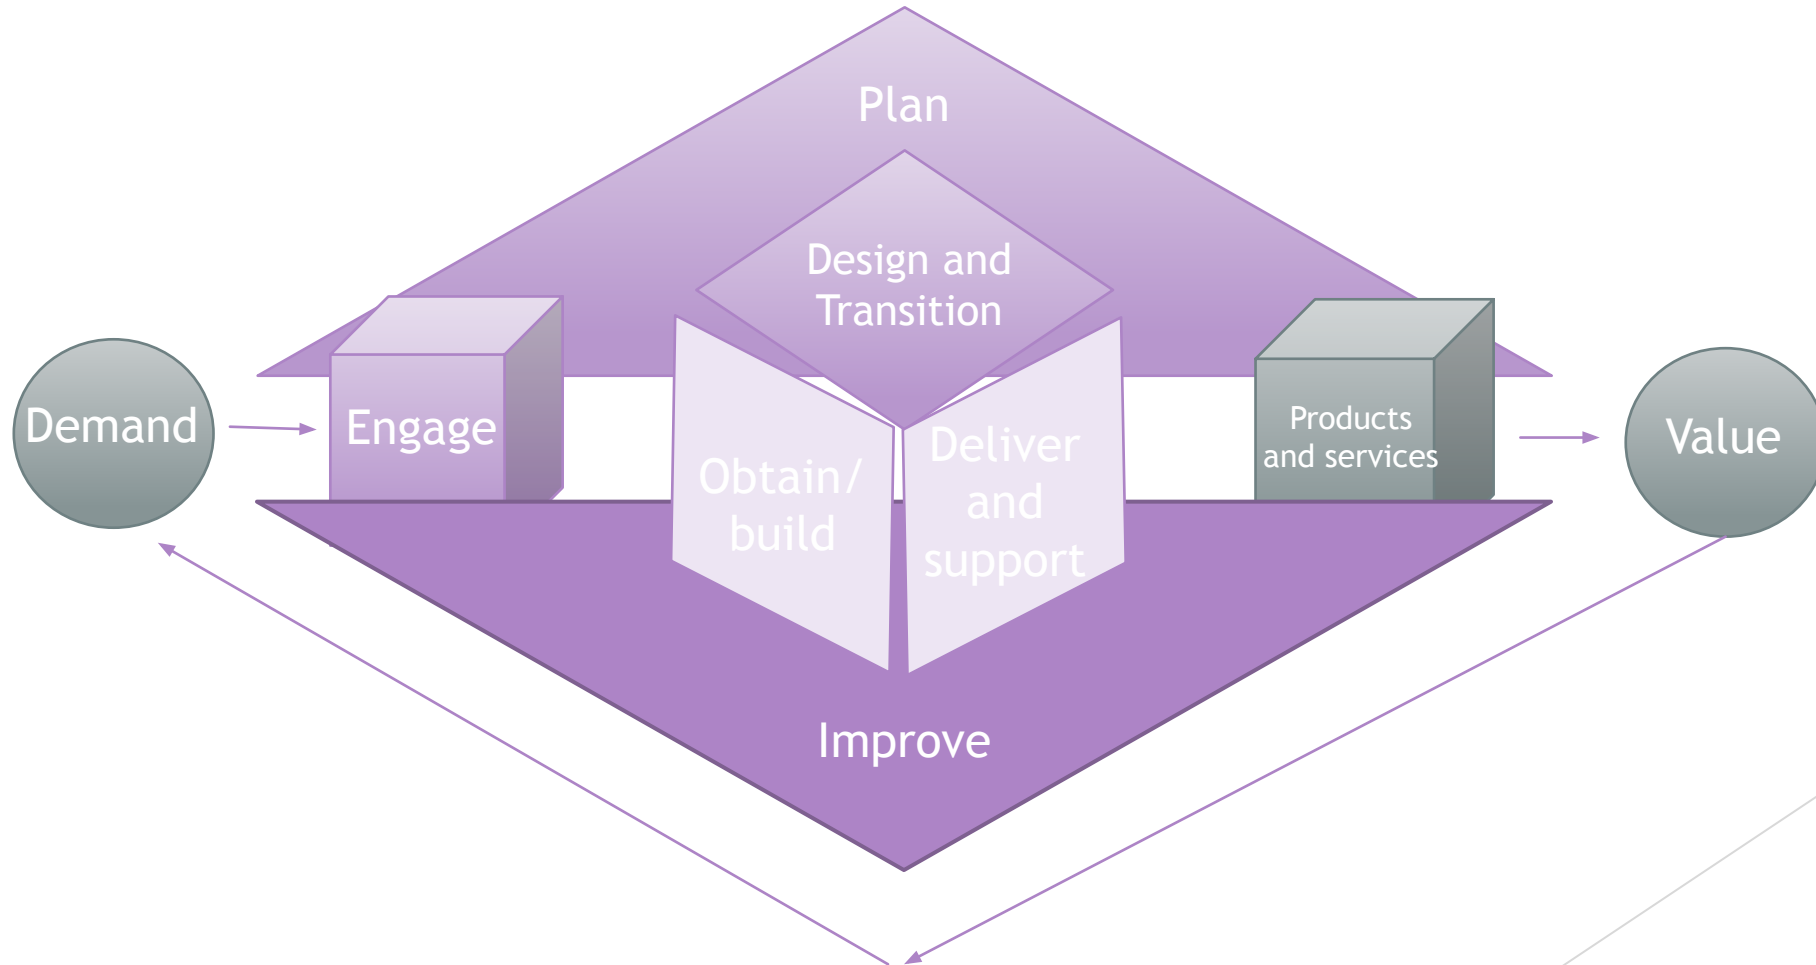 Plan
Design and
Transition
Demand
Engage
Obtain/
build
Deliver
and
support
Products
and services
Value
Improve